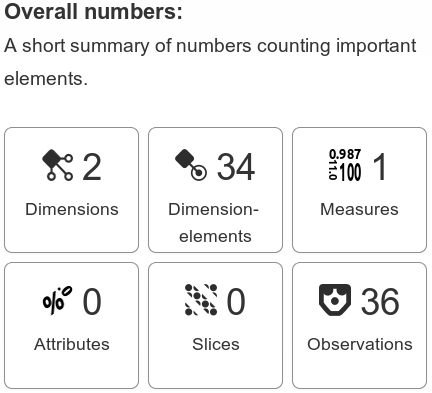 Overall numbers:
A short summary of numbers counting important
elements.
2
Dimensions
34
Dimension-
elements
0.987
11.0
100
1
Measures
%
0
Attributes
0
Slices
36
Observations